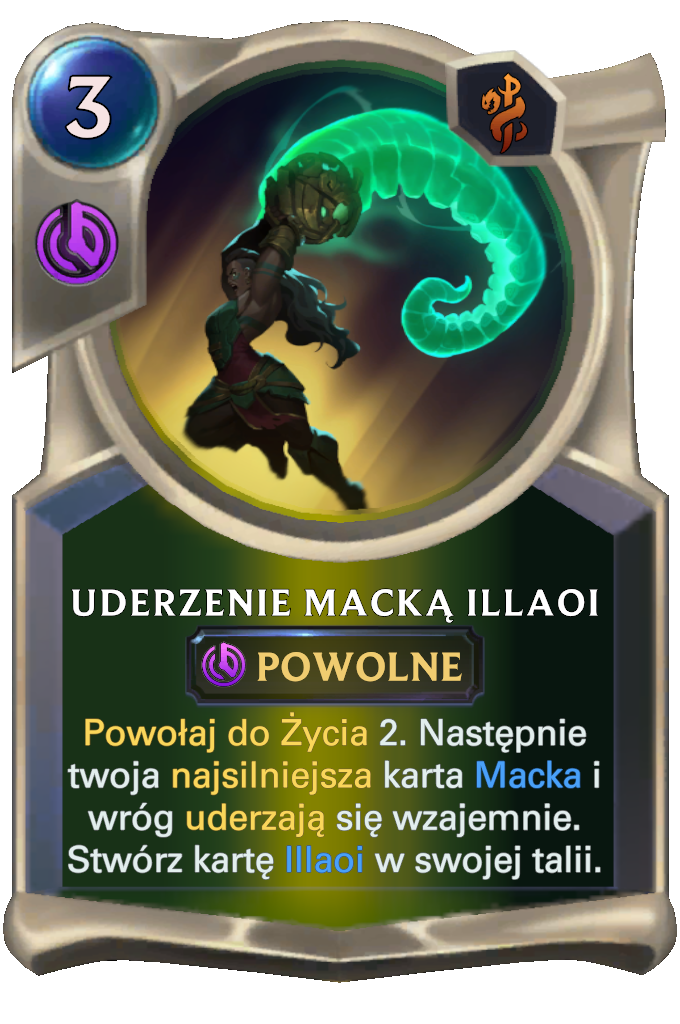 3
UDERZENIE MACKĄ ILLAOI
POWOLNE
Powołaj do Życia 2. Następnie
twoja najsilniejsza karta Macka i
wróg uderzają się wzajemnie.
Stwórz kartę Illaoi w swojej talii.